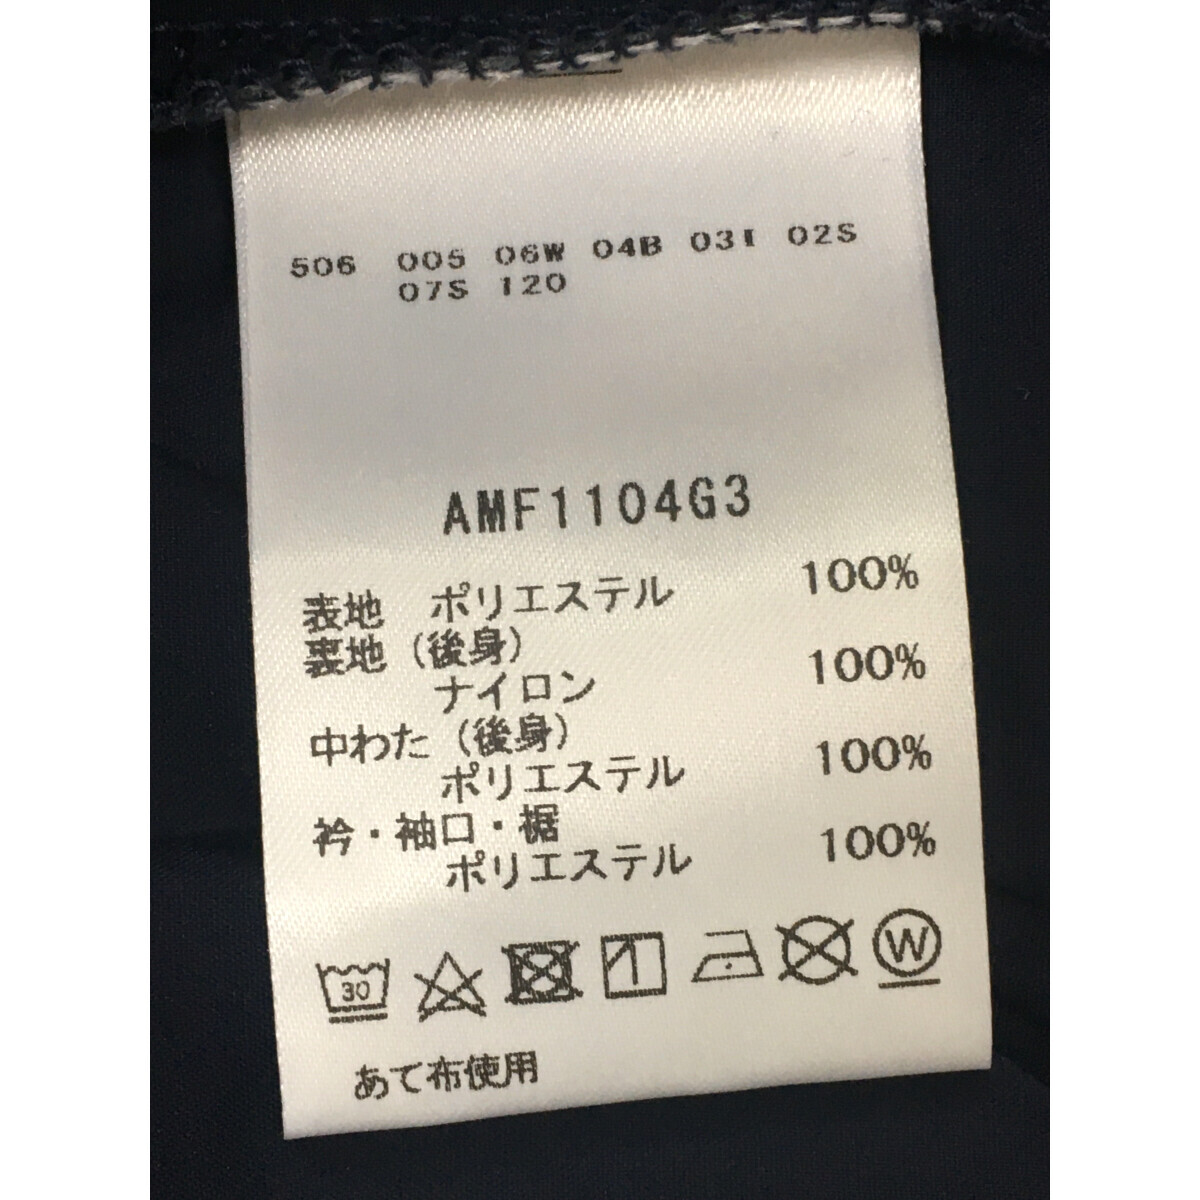 506 005 06W 04B 03I 02S
07S 120
AMF1104G3
表地 ポリエステル 100%
裏地(後身)
ナイロン 100%
中わた(後身)
ポリエステル 100%
衿・袖口・裾
ポリエステル 100%
30 W
あて布使用